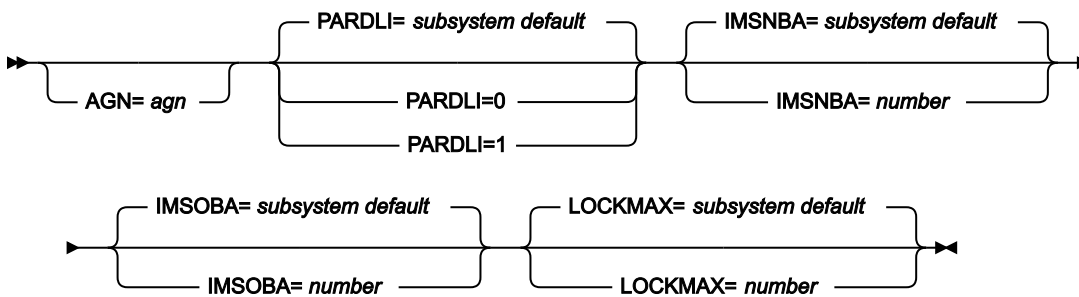 PARDLI= subsystem default
IMSNBA= subsystem default
AGN= agn
PARDLI=0
IMSNBA= number
PARDLI=1
IMSOBA= subsystem default
LOCKMAX= subsystem default
IMSOBA= number
LOCKMAX= number